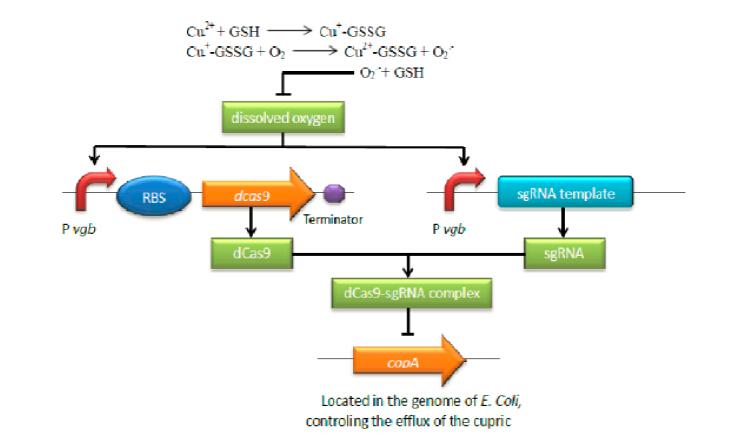 Cu²⁺ + GSH → Cu⁺-GSSG
Cu⁺-GSSG + O₂ → Cu²⁺-GSSG + O₂⁻
O₂⁻ + GSH
dissolved oxygen
RBS
dcas9
Terminator
sgRNA template
P vgb
P vgb
dCas9
sgRNA
dCas9-sgRNA complex
copA
Located in the genome of E. Coli,
controling the efflux of the cupric